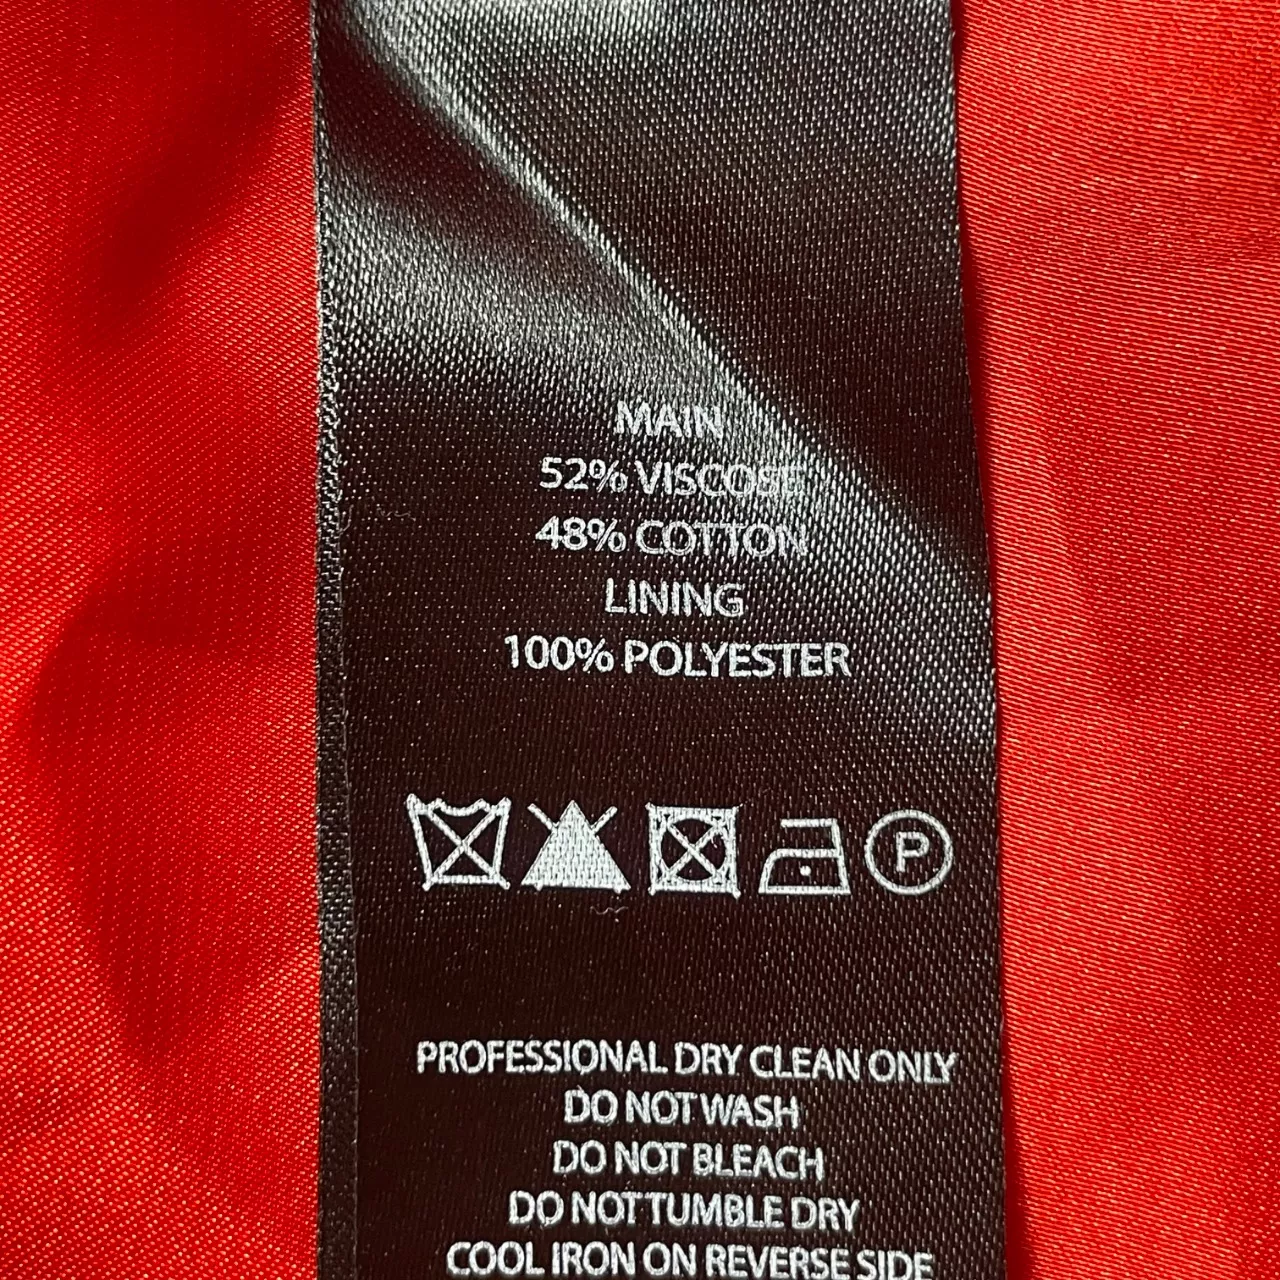 MAIN
52% VISCOSE
48% COTTON
LINING
100% POLYESTER
P
PROFESSIONAL DRY CLEAN ONLY
DO NOT WASH
DO NOT BLEACH
DO NOT TUMBLE DRY
COOL IRON ON REVERSE SIDE